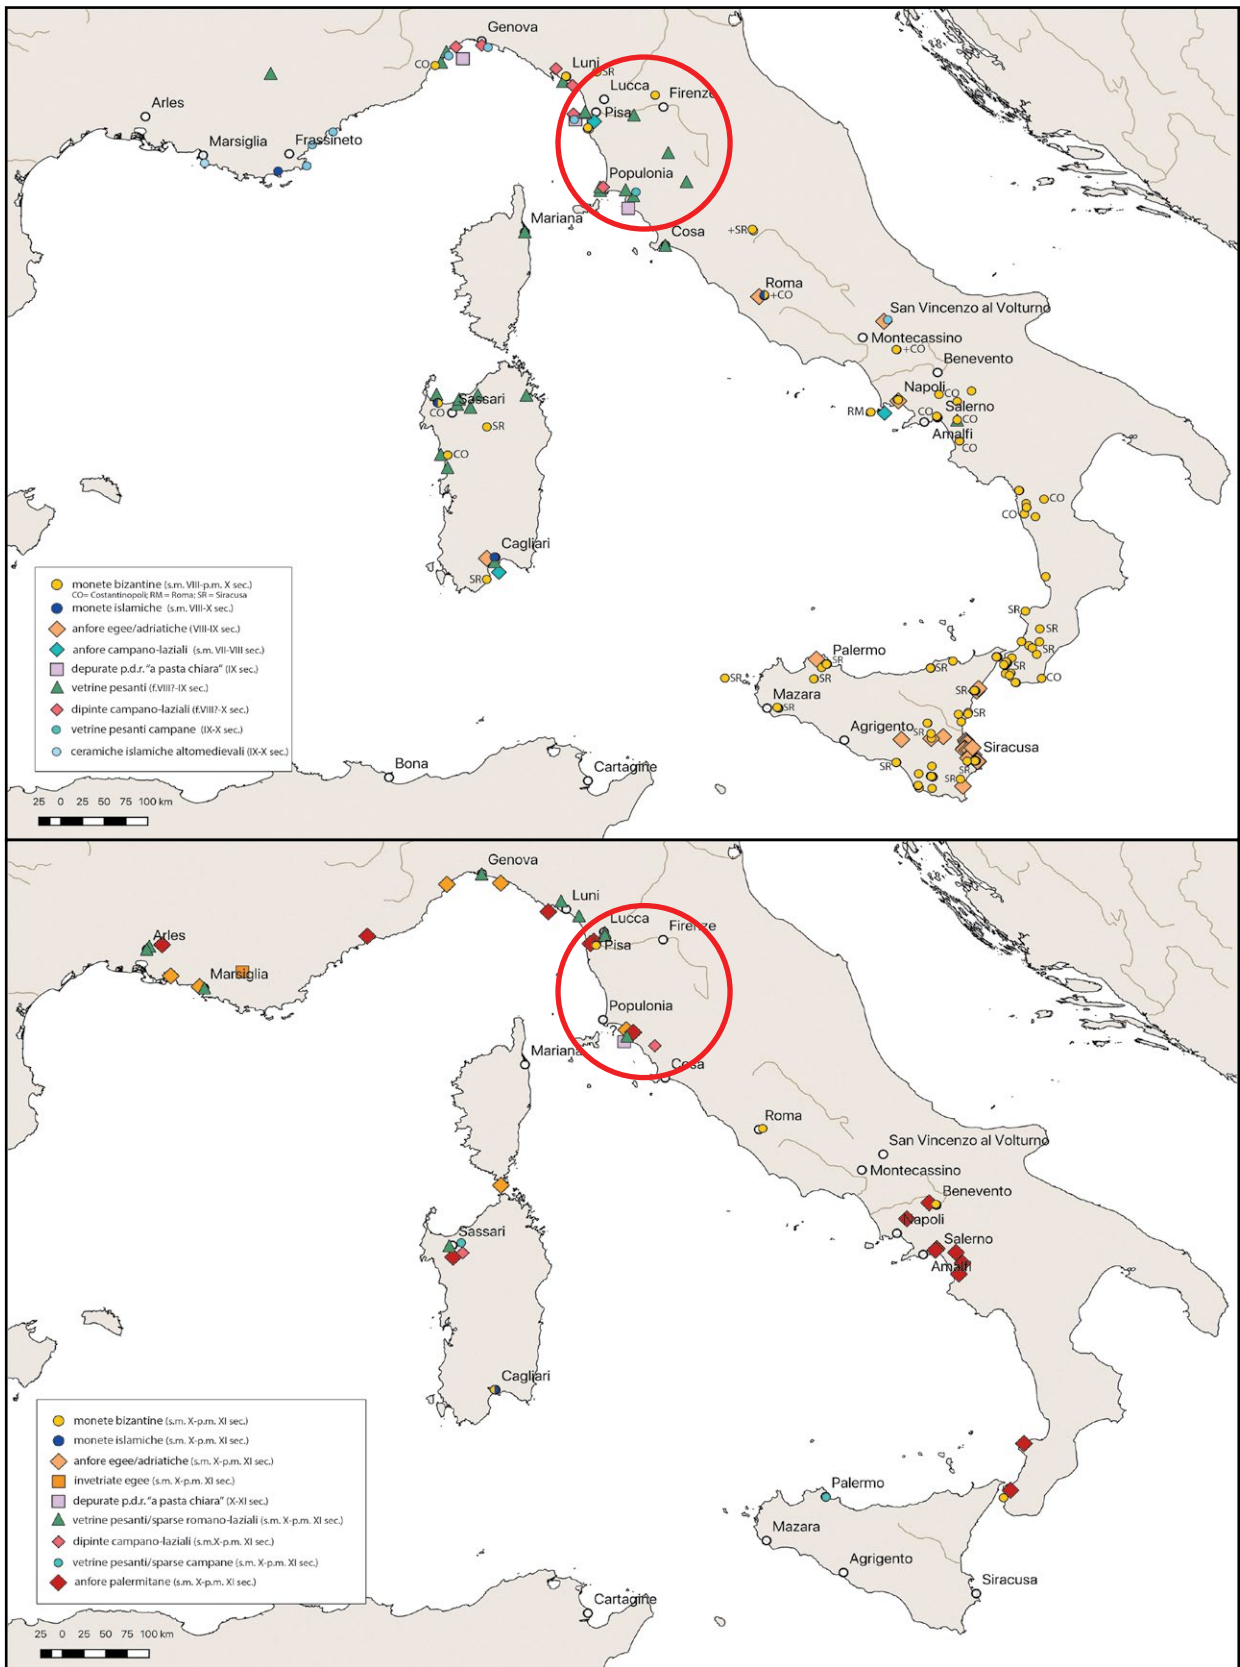 Genova
CO
Luni
SR
Lucca
Firenze
Arles
Pisa
Marsiglia
Frassineto
Populonia
Mariana
Cosa
+SR
Roma
+CO
San Vincenzo al Volturno
Montecassino
+CO
Benevento
Napoli
CO
Sassari
CO
RM
CO
Salerno
CO
SR
Amalfi
CO
CO
CO
CO
Cagliari
SR
SR
SR
Palermo
SR
SR
SR
SR
CO
SR
Mazara
SR
SR
Agrigento
SR
Siracusa
SR
SR
SR
Bona
Cartagine
monete bizantine (s.m. VIII-p.m. X sec.)
CO= Costantinopoli; RM = Roma; SR = Siracusa
monete islamiche (s.m. VIII-X sec.)
anfore egee/adriatiche (VIII-IX sec.)
anfore campano-laziali (s.m. VII-VIII sec.)
depurate p.d.r. "a pasta chiara" (IX sec.)
vetrine pesanti (f.VIII?-IX sec.)
dipinte campano-laziali (f.VIII?-X sec.)
vetrine pesanti campane (IX-X sec.)
ceramiche islamiche altomedievali (IX-X sec.)
25 0 25 50 75 100 km
Genova
Luni
Lucca
Arles
Firenze
Pisa
Marsiglia
Populonia
?
Mariana
Cosa
Roma
San Vincenzo al Volturno
Montecassino
Benevento
Napoli
Sassari
Salerno
Amalfi
Cagliari
Palermo
Mazara
Agrigento
Siracusa
Cartagine
monete bizantine (s.m. X-p.m. XI sec.)
monete islamiche (s.m. X-p.m. XI sec.)
anfore egee/adriatiche (s.m. X-p.m. XI sec.)
invetriate egee (s.m. X-p.m. XI sec.)
depurate p.d.r. "a pasta chiara" (X-XI sec.)
vetrine pesanti/sparse romano-laziali (s.m. X-p.m. XI sec.)
dipinte campano-laziali (s.m.X-p.m. XI sec.)
vetrine pesanti/sparse campane (s.m. X-p.m. XI sec.)
anfore palermitane (s.m. X-p.m. XI sec.)
25 0 25 50 75 100 km